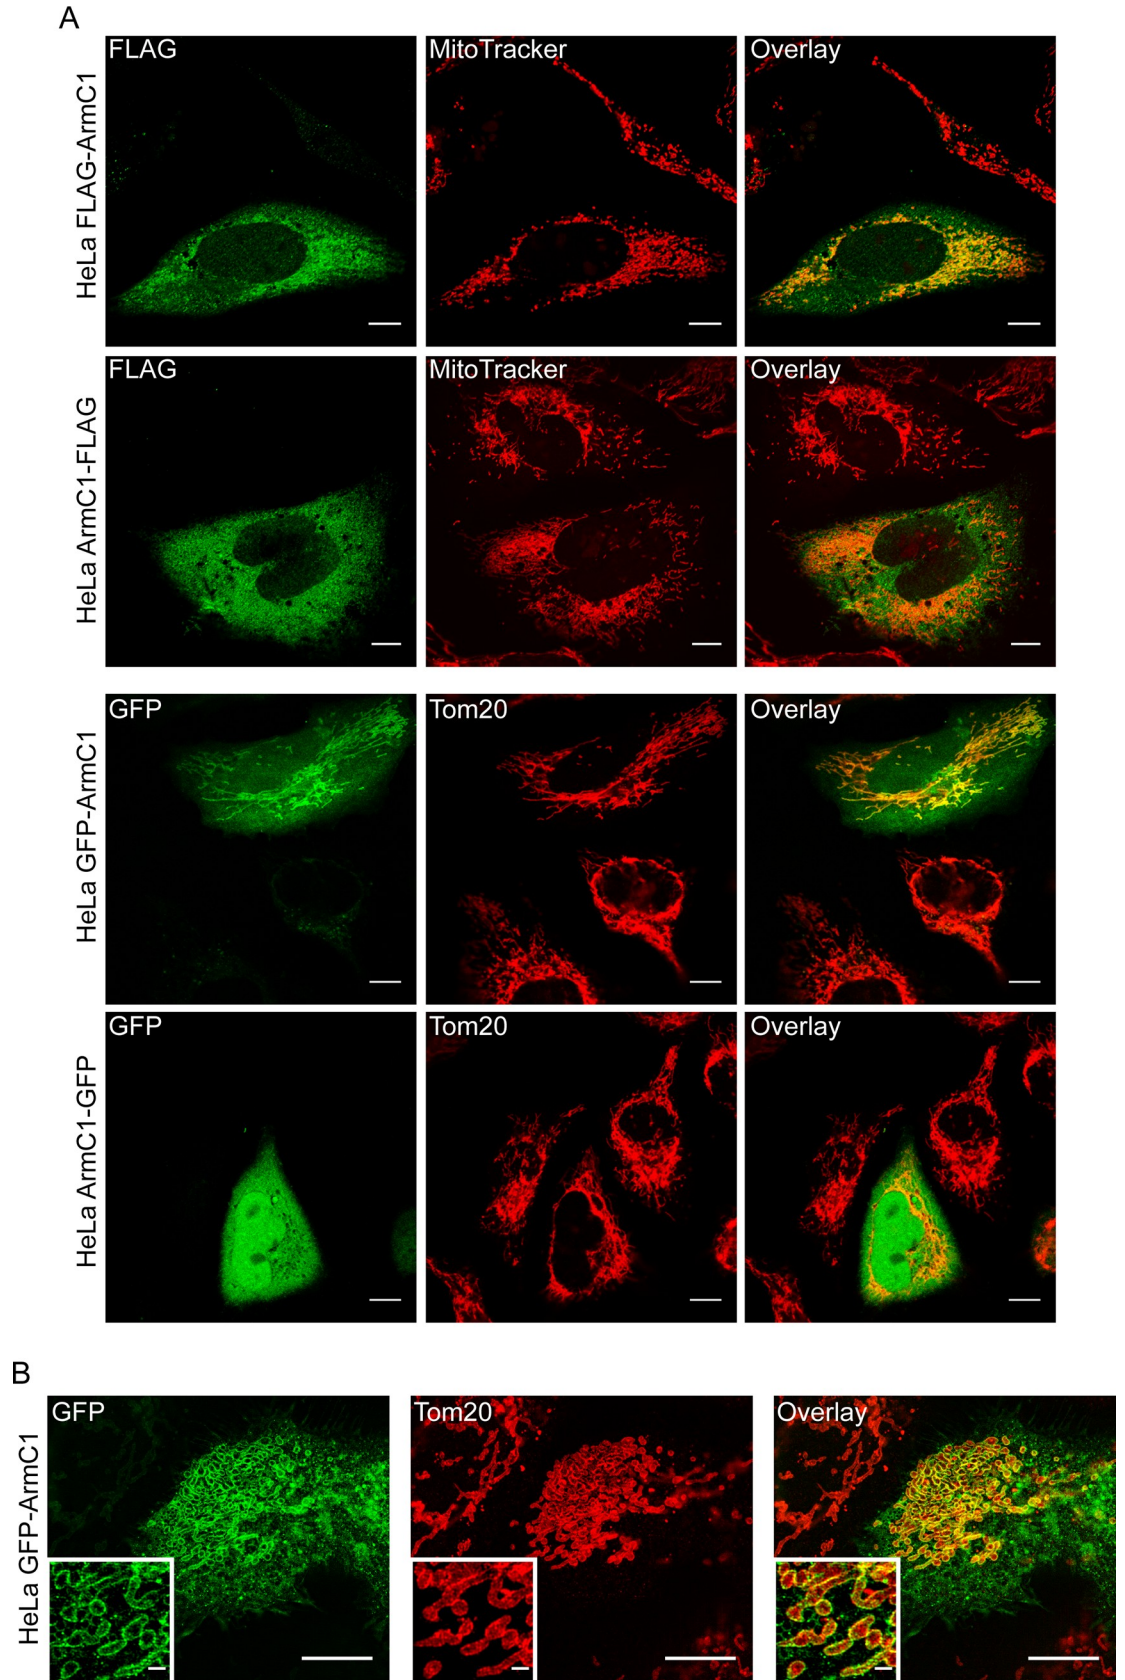 A
HeLa FLAG-ArmC1
FLAG
MitoTracker
Overlay
HeLa ArmC1-FLAG
FLAG
MitoTracker
Overlay
HeLa GFP-ArmC1
GFP
Tom20
Overlay
HeLa ArmC1-GFP
GFP
Tom20
Overlay
B
HeLa GFP-ArmC1
GFP
Tom20
Overlay